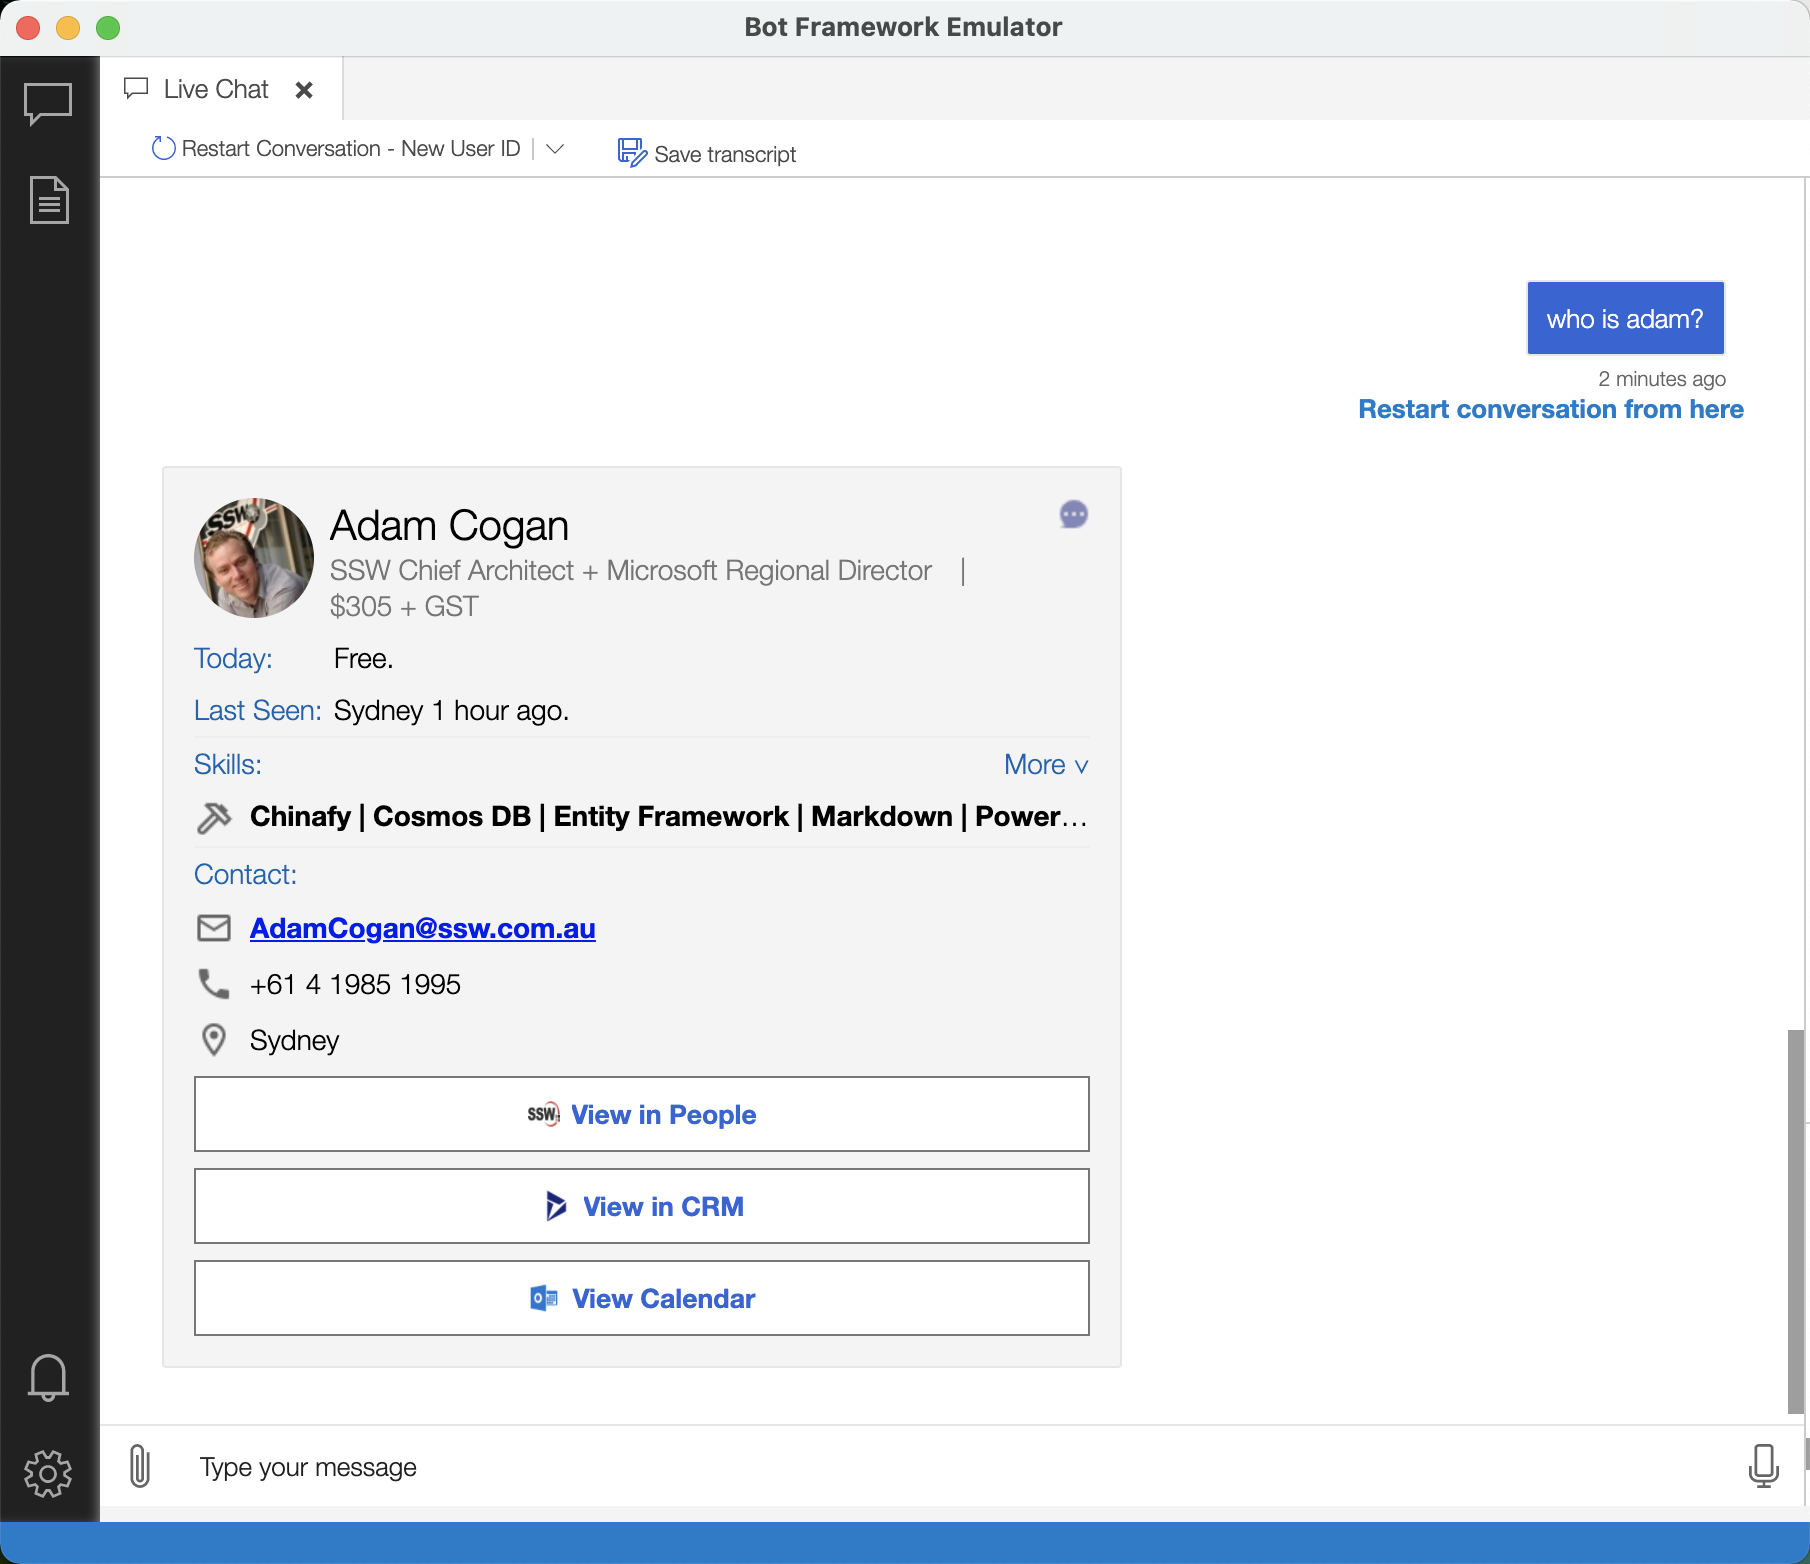 Bot Framework Emulator
Live Chat
Restart Conversation - New User ID
Save transcript
who is adam?
2 minutes ago
Restart conversation from here
SSW
Adam Cogan
SSW Chief Architect + Microsoft Regional Director |
$305 + GST
Today: Free.
Last Seen: Sydney 1 hour ago.
Skills: More
Chinafy | Cosmos DB | Entity Framework | Markdown | Power…
Contact:
AdamCogan@ssw.com.au
+61 4 1985 1995
Sydney
SSW View in People
View in CRM
View Calendar
Type your message